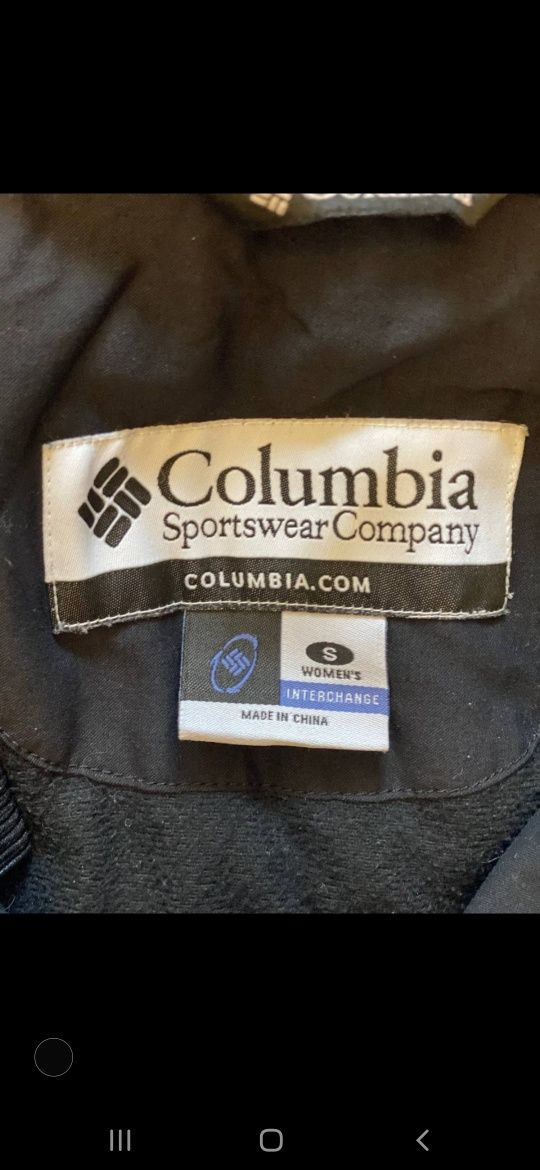 Columbia
Sportswear Company
COLUMBIA.COM
S
WOMEN'S
INTERCHANGE
MADE IN CHINA